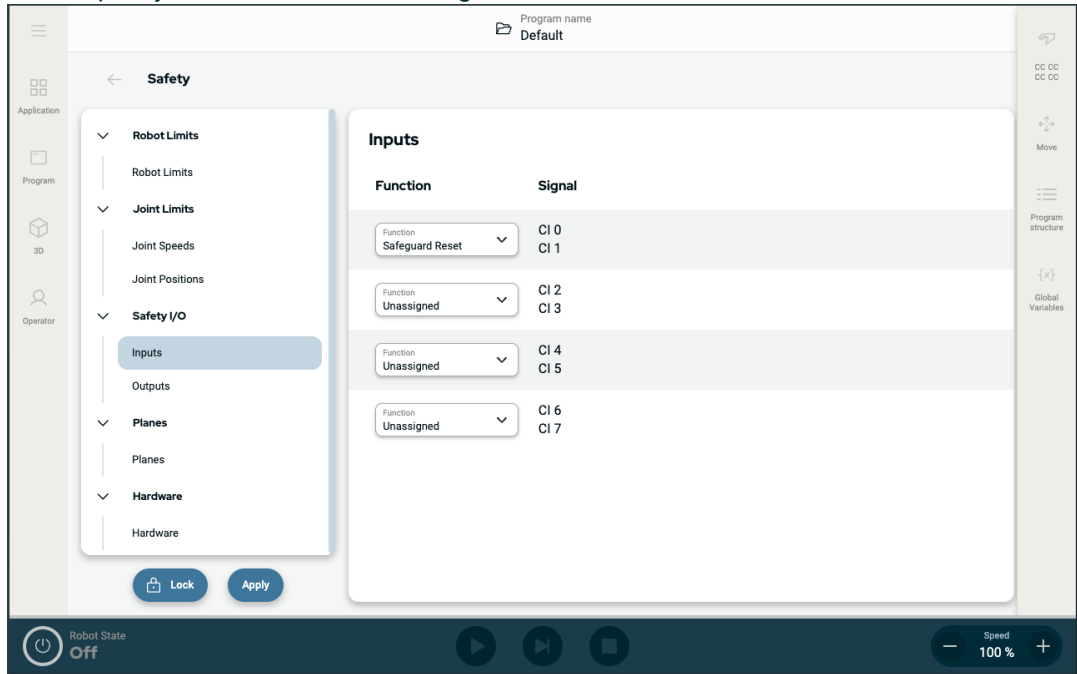 Program name
Default
Application
Program
3D
Operator
Safety
Robot Limits
Robot Limits
Joint Limits
Joint Speeds
Joint Positions
Safety I/O
Inputs
Outputs
Planes
Planes
Hardware
Hardware
Lock
Apply
Inputs
Function Signal
Function
Safeguard Reset
CI 0
CI 1
Function
Unassigned
CI 2
CI 3
Function
Unassigned
CI 4
CI 5
Function
Unassigned
CI 6
CI 7
CC CC
CC CC
Move
Program
structure
{x}
Global
Variables
Robot State
Off
Speed
100 %